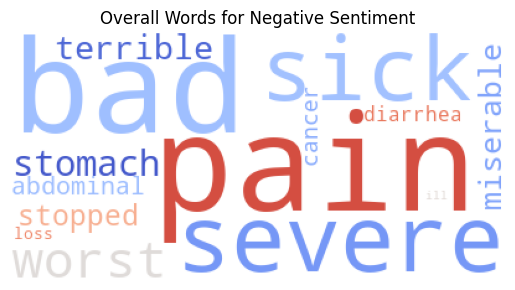 Overall Words for Negative Sentiment
terrible
bad
sick
miserable
cancer
diarrhea
pain
stomach
abdominal
ill
stopped
loss
severe
worst